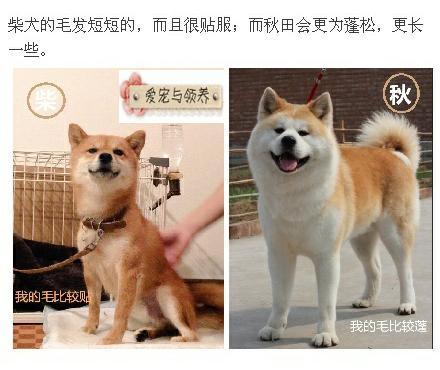 柴犬的毛发短短的，而且很贴服；而秋田会更为蓬松，更长
一些。
柴
爱宠与领养
秋
我的毛比较贴
我的毛比较蓬